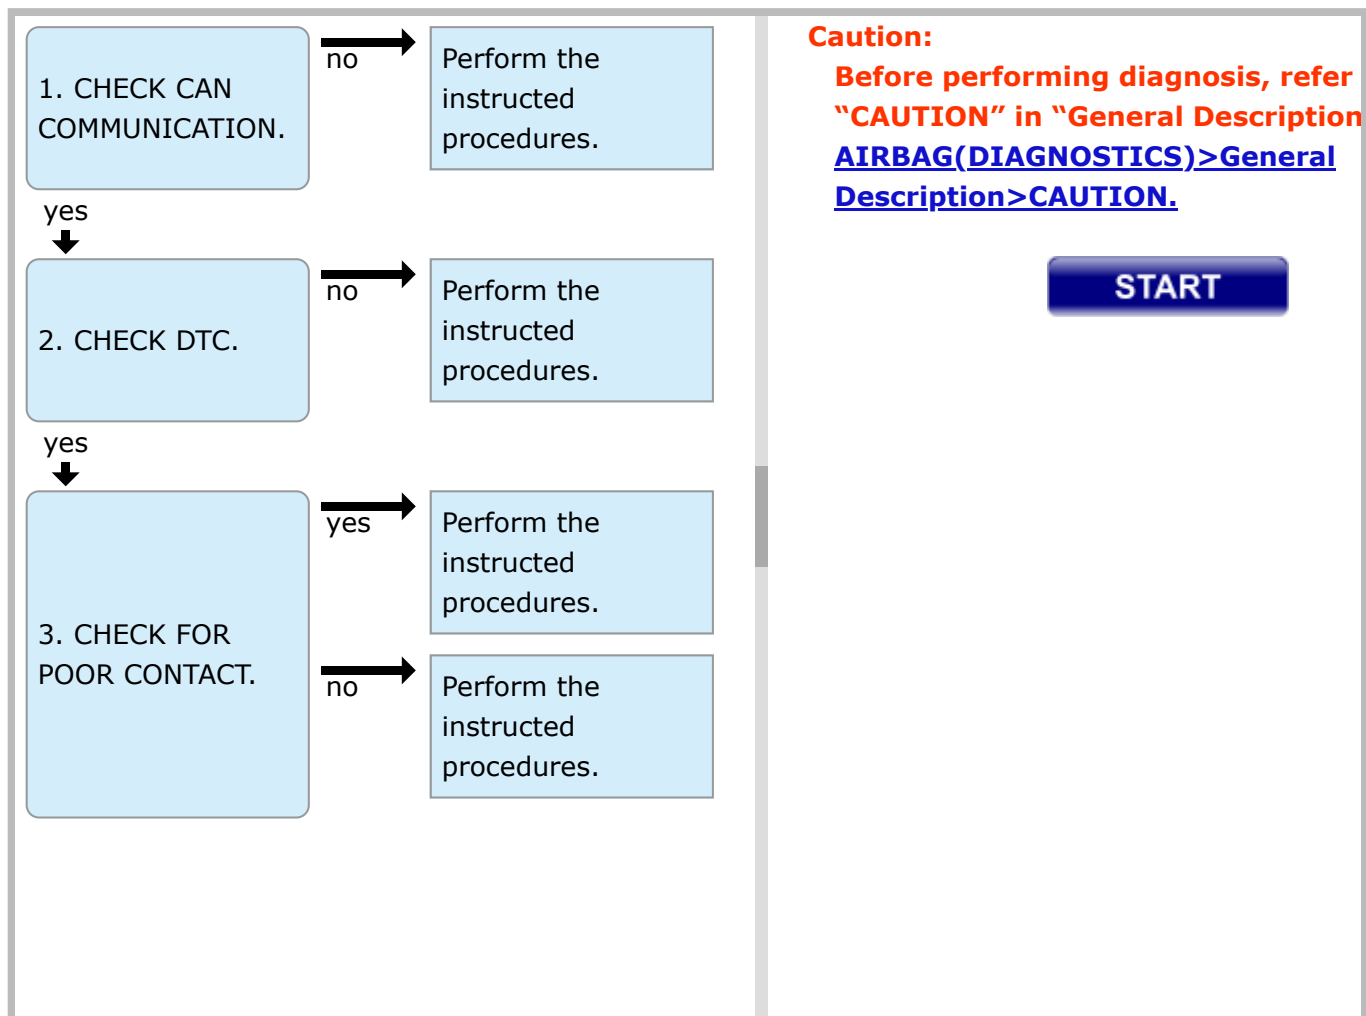 1. CHECK CAN
COMMUNICATION.
no
Perform the
instructed
procedures.
yes
2. CHECK DTC.
no
Perform the
instructed
procedures.
yes
3. CHECK FOR
POOR CONTACT.
yes
Perform the
instructed
procedures.
no
Perform the
instructed
procedures.
Caution:
Before performing diagnosis, refer
“CAUTION” in “General Description
AIRBAG(DIAGNOSTICS)>General
Description>CAUTION.
START